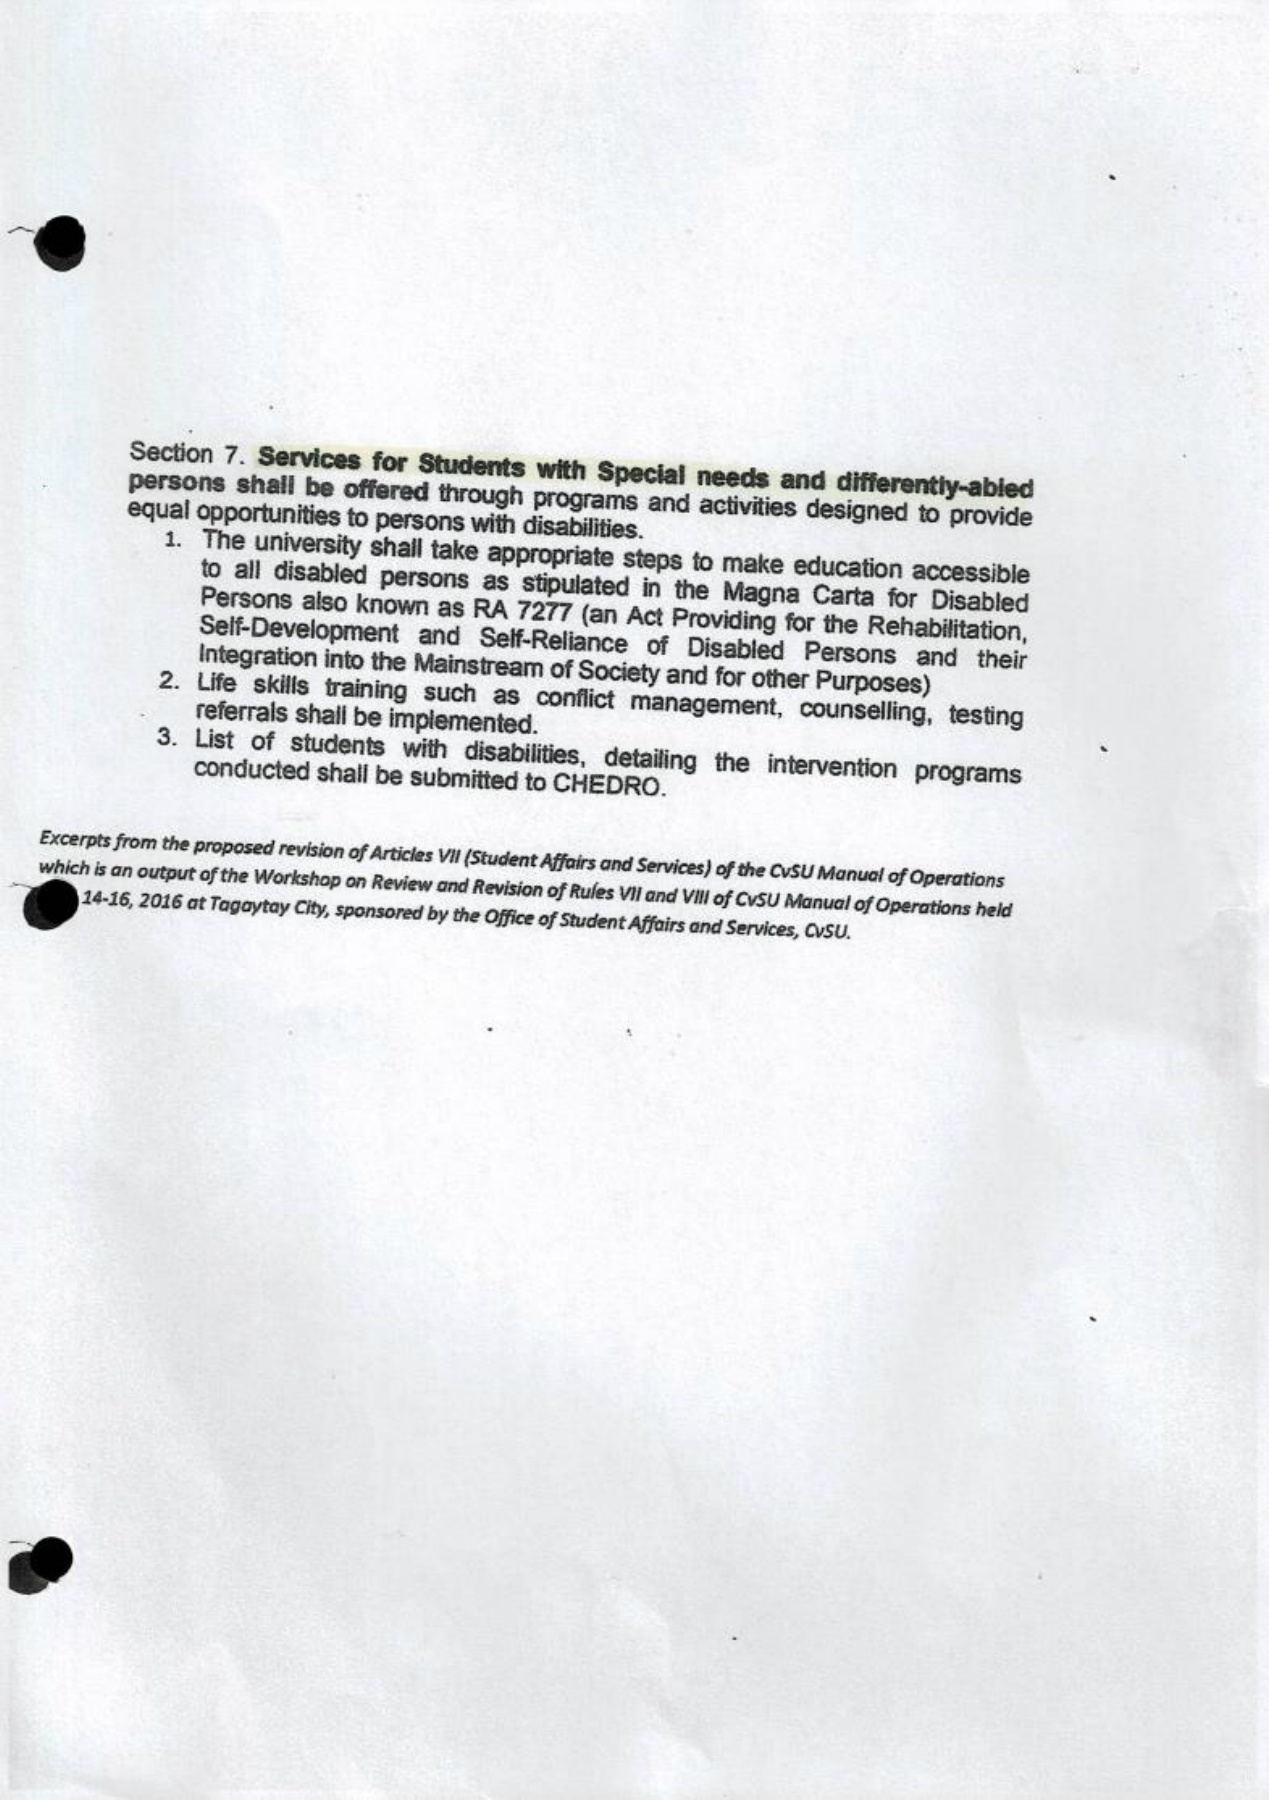 Section 7. Services for Students with Special needs and differently-abled
persons shall be offered through programs and activities designed to provide
equal opportunities to persons with disabilities.
1. The university shall take appropriate steps to make education accessible
to all disabled persons as stipulated in the Magna Carta for Disabled
Persons also known as RA 7277 (an Act Providing for the Rehabilitation,
Self-Development and Self-Reliance of Disabled Persons and their
Integration into the Mainstream of Society and for other Purposes)
2. Life skills training such as conflict management, counselling, testing
referrals shall be implemented.
3. List of students with disabilities, detailing the intervention programs
conducted shall be submitted to CHEDRO.
Excerpts from the proposed revision of Articles VII (Student Affairs and Services) of the CvSU Manual of Operations
which is an output of the Workshop on Review and Revision of Rules VII and VIII of CvSU Manual of Operations held
14-16, 2016 at Tagaytay City, sponsored by the Office of Student Affairs and Services, CvSU.